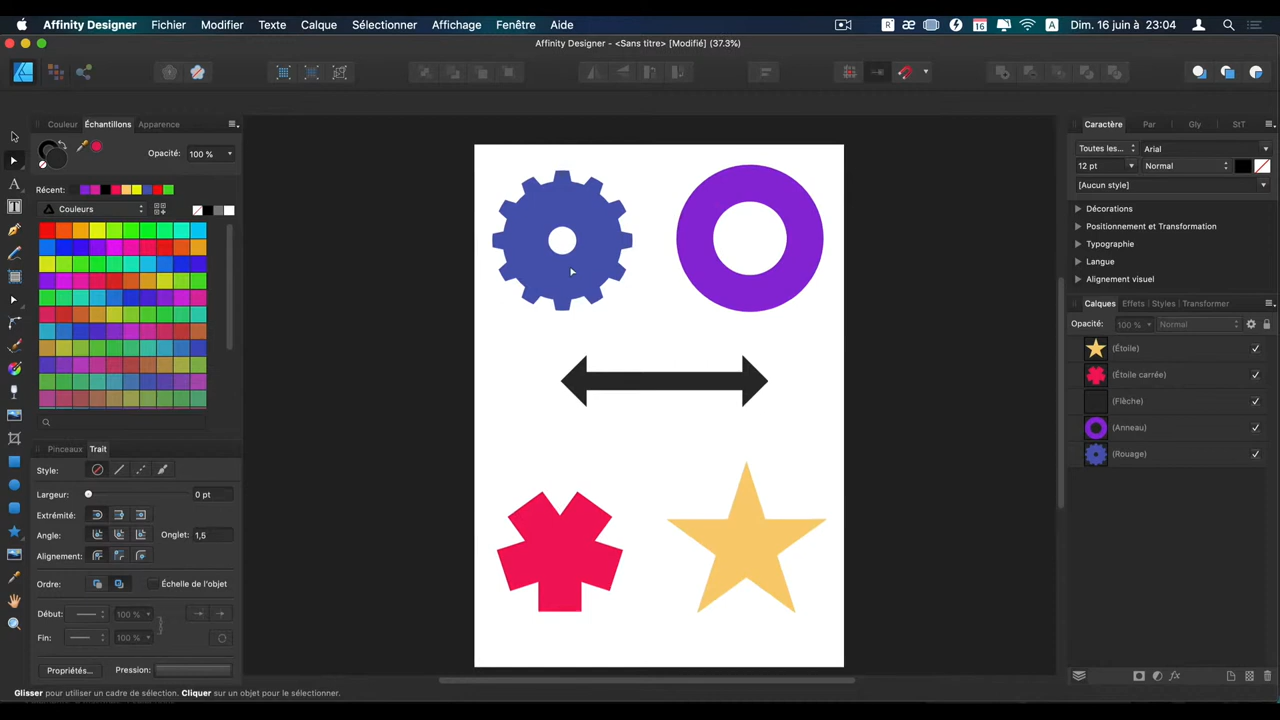 Affinity Designer Fichier Modifier Texte Calque Sélectionner Affichage Fenêtre Aide R æ 16 A Dim. 16 juin à 23:04
Affinity Designer - <Sans titre> [Modifié] (37.3%)
Couleur Échantillons Apparence
Opacité: 100 %
Récent:
Couleurs
Pinceaux Trait
Style:
Largeur: 0 pt
Extrémité:
Angle: Onglet: 1,5
Alignement:
Ordre: Échelle de l'objet
Début: 100 %
Fin: 100 %
Propriétés... Pression:
Caractère Par Gly StT
Toutes les... Arial
12 pt Normal
[Aucun style]
Décorations
Positionnement et Transformation
Typographie
Langue
Alignement visuel
Calques Effets Styles Transformer
Opacité: 100 % Normal
(Étoile)
(Étoile carrée)
(Flèche)
(Anneau)
(Rouage)
Glisser pour utiliser un cadre de sélection. Cliquer sur un objet pour le sélectionner.